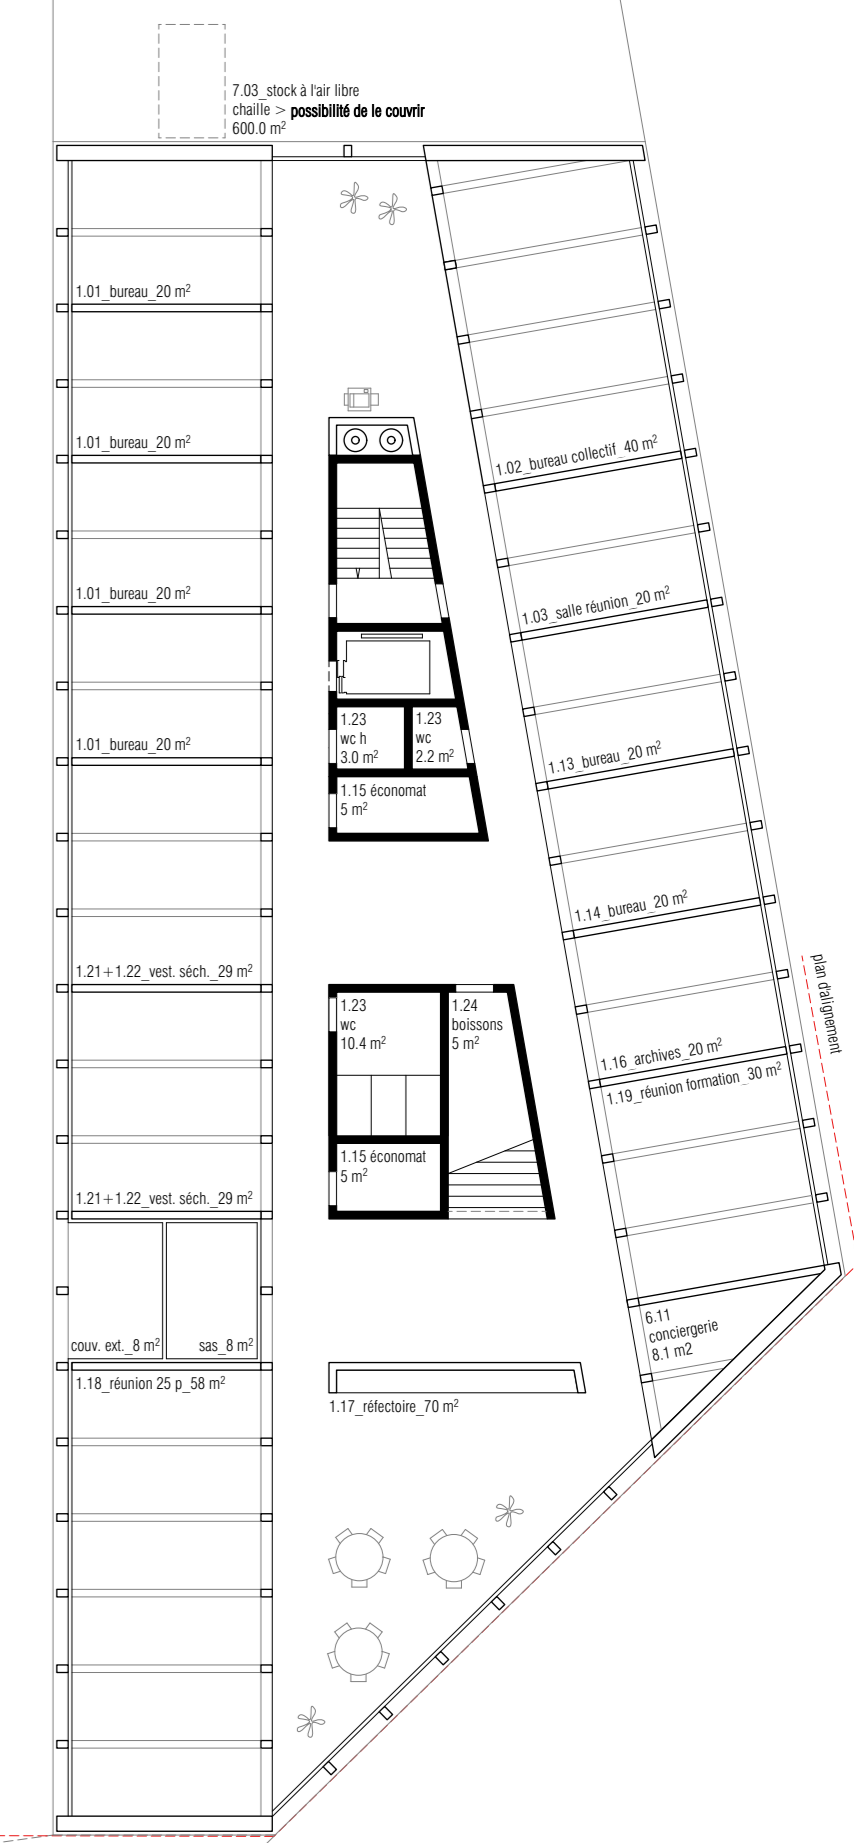 7.03_stock à l'air libre
chaille > possibilité de le couvrir
600.0 m²
1.01_bureau_20 m²
1.01_bureau_20 m²
1.02_bureau collectif_40 m²
1.01_bureau_20 m²
1.03_salle réunion_20 m²
1.23
wc h
3.0 m²
1.23
wc
2.2 m²
1.01_bureau_20 m²
1.13_bureau_20 m²
1.15 économat
5 m²
1.14_bureau_20 m²
1.21+1.22_vest. séch._29 m²
plan d'alignement
1.23
wc
10.4 m²
1.24
boissons
5 m²
1.16_archives_20 m²
1.19_réunion formation_30 m²
1.15 économat
5 m²
1.21+1.22_vest. séch._29 m²
couv. ext._8 m²
sas_8 m²
6.11
conciergerie
8.1 m2
1.18_réunion 25 p_58 m²
1.17_réfectoire_70 m²